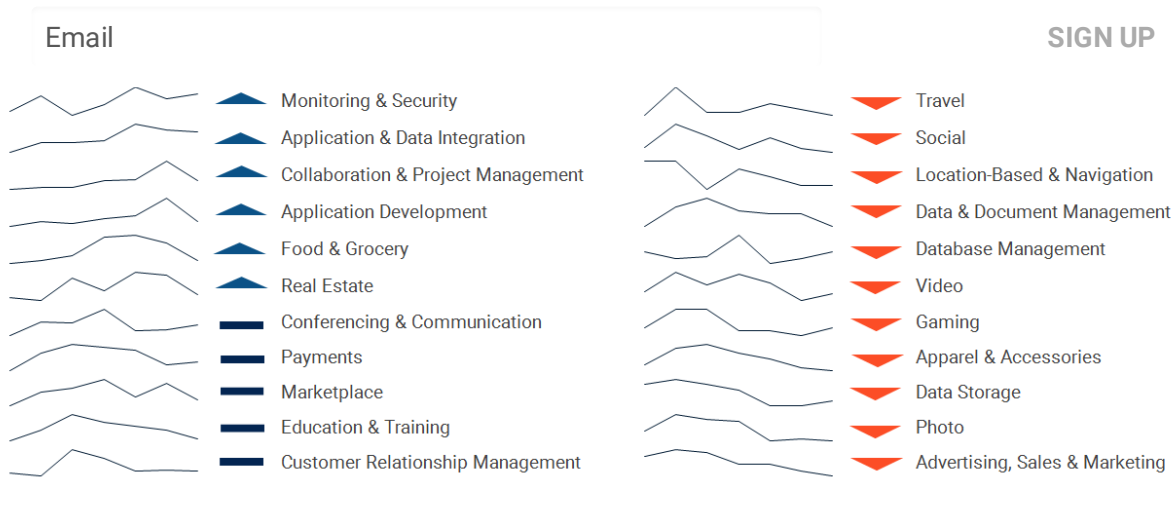 Email
SIGN UP
Monitoring & Security
Application & Data Integration
Collaboration & Project Management
Application Development
Food & Grocery
Real Estate
Conferencing & Communication
Payments
Marketplace
Education & Training
Customer Relationship Management
Travel
Social
Location-Based & Navigation
Data & Document Management
Database Management
Video
Gaming
Apparel & Accessories
Data Storage
Photo
Advertising, Sales & Marketing